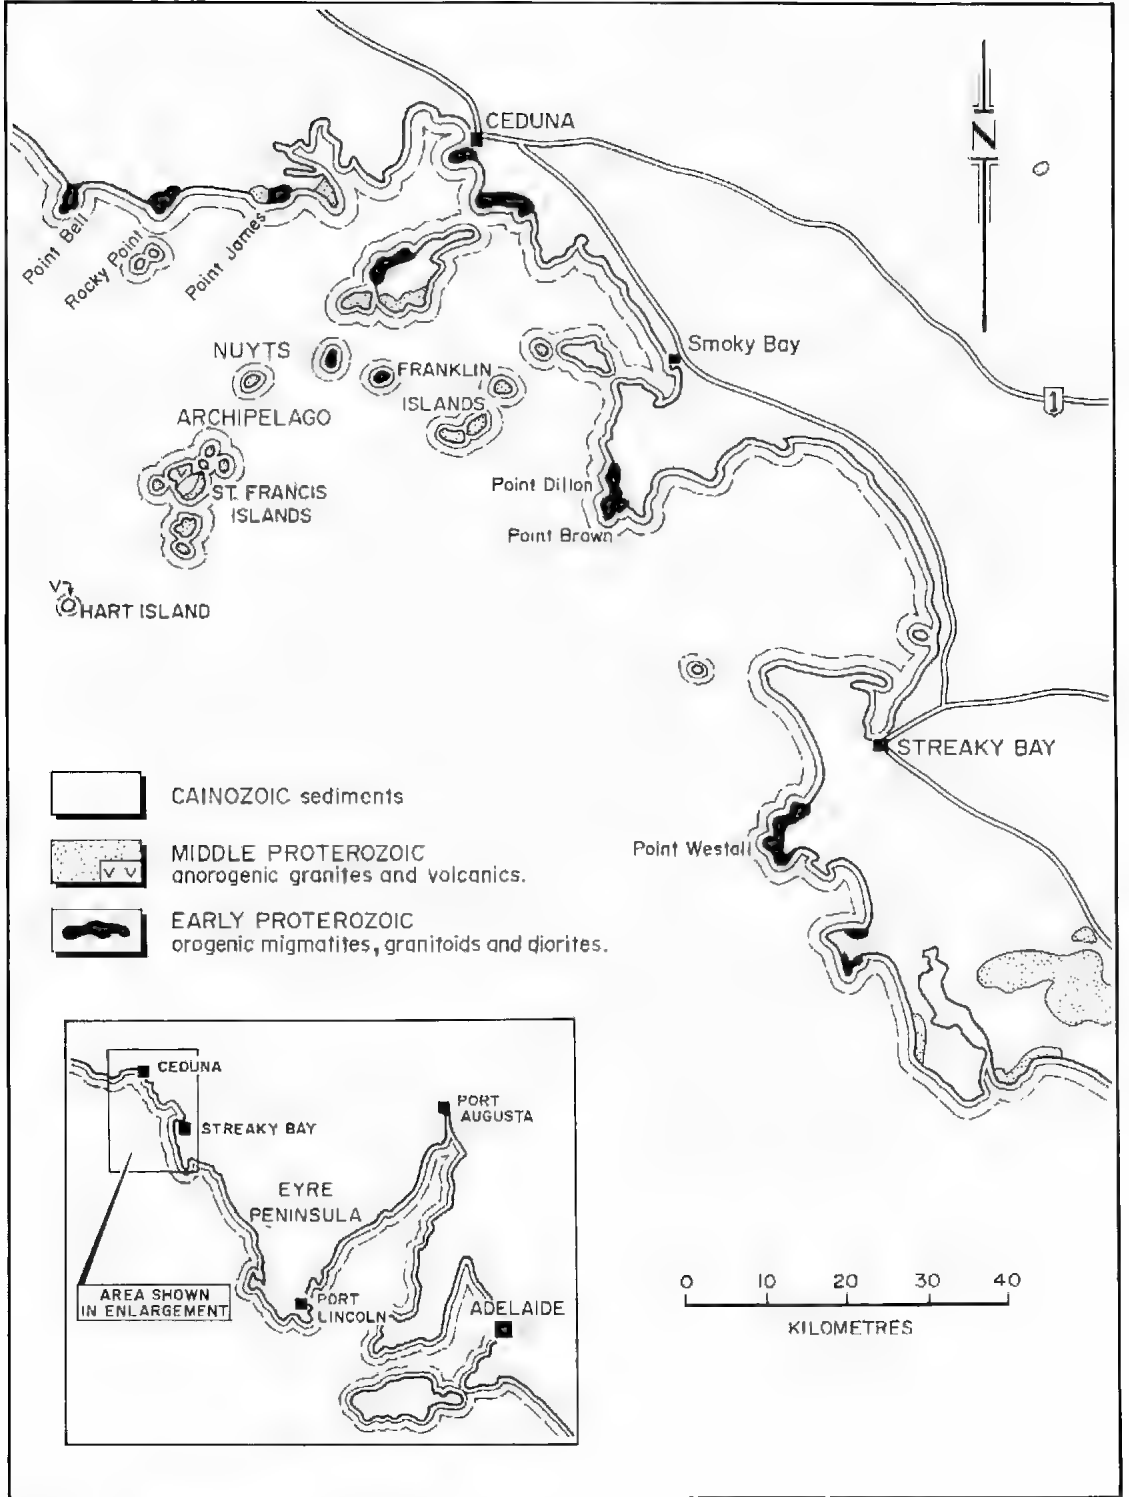 CEDUNA
N
Point Bell
Rocky Point
Point James
NUYTS
ARCHIPELAGO
FRANKLIN
ISLANDS
Smoky Bay
1
ST. FRANCIS
ISLANDS
Point Dillon
Point Brown
V
HART ISLAND
STREAKY BAY
Point Westall
CAINOZOIC sediments
MIDDLE PROTEROZOIC
anorogenic granites and volcanics.
V V
EARLY PROTEROZOIC
orogenic migmatites, granitoids and diorites.
CEDUNA
STREAKY BAY
PORT
AUGUSTA
EYRE
PENINSULA
AREA SHOWN
IN ENLARGEMENT
PORT
LINCOLN
ADELAIDE
0 10 20 30 40
KILOMETRES